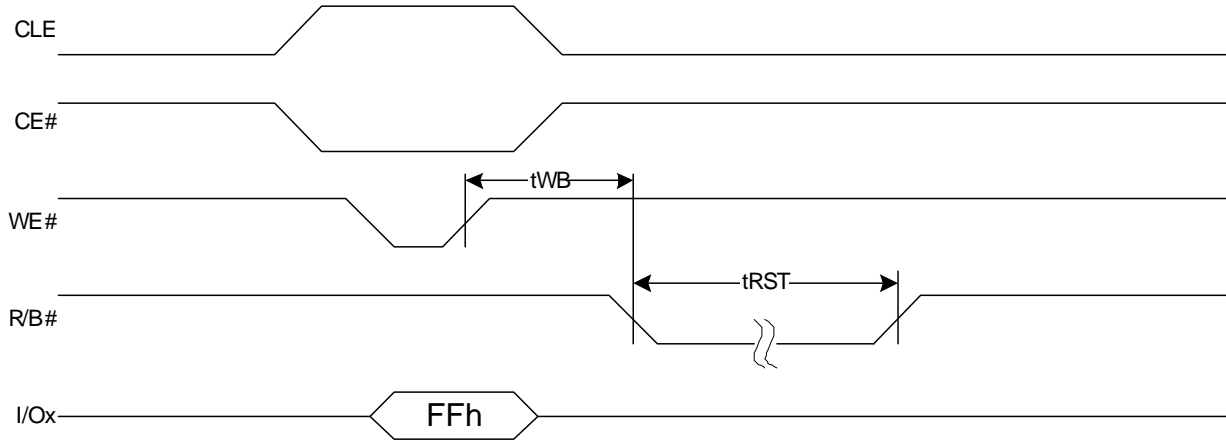 CLE
CE#
tWB
WE#
tRST
R/B#
I/Ox
FFh